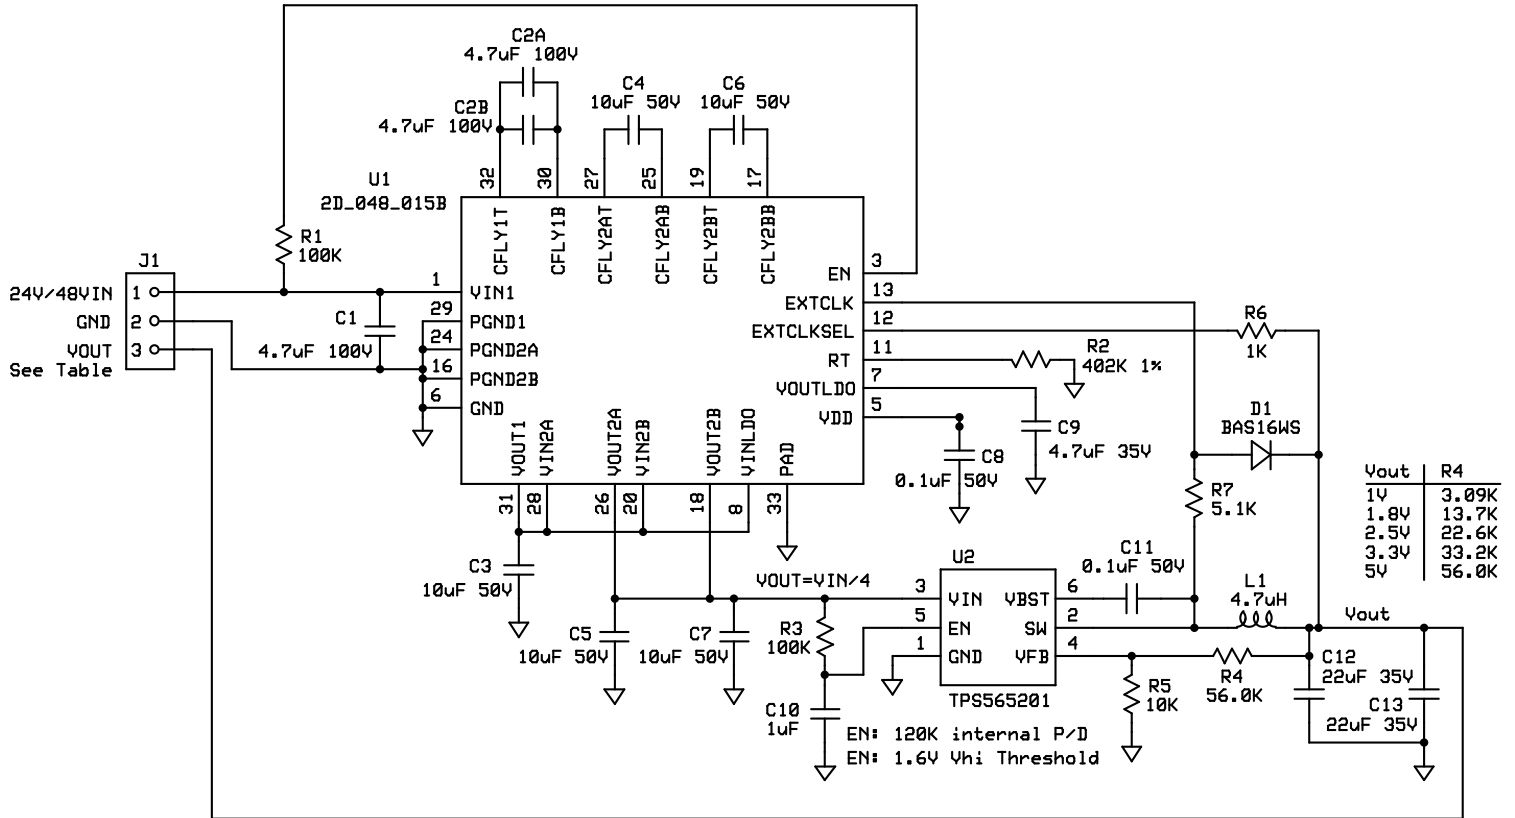 C2A
4.7uF 100V
C2B
4.7uF 100V
C4
10uF 50V
C6
10uF 50V
32
30
27
25
19
17
U1
2D_048_015B
CFLY1T
CFLY1B
CFLY2AT
CFLY2AB
CFLY2BT
CFLY2BB
R1
100K
J1
24V/48VIN
1
GND
2
VOUT
3
See Table
C1
4.7uF 100V
1
VIN1
29
PGND1
24
PGND2A
16
PGND2B
6
GND
EN
3
EXTCLK
13
EXTCLKSEL
12
RT
11
VOUTLDO
7
VDD
5
R6
1K
R2
402K 1%
C9
4.7uF 35V
C8
0.1uF 50V
D1
BAS16WS
R7
5.1K
VOUT1
VIN2A
VOUT2A
VIN2B
VOUT2B
VINLDO
PAD
31
28
26
20
18
8
33
C3
10uF 50V
C5
10uF 50V
C7
10uF 50V
VOUT=VIN/4
R3
100K
C10
1uF
U2
3
VIN
5
EN
1
GND
VBST
6
SW
2
VFB
4
TPS565201
C11
0.1uF 50V
L1
4.7uH
Vout
R5
10K
R4
56.0K
C12
22uF 35V
C13
22uF 35V
EN: 120K internal P/D
EN: 1.6V Vhi Threshold
Vout R4
1V 3.09K
1.8V 13.7K
2.5V 22.6K
3.3V 33.2K
5V 56.0K